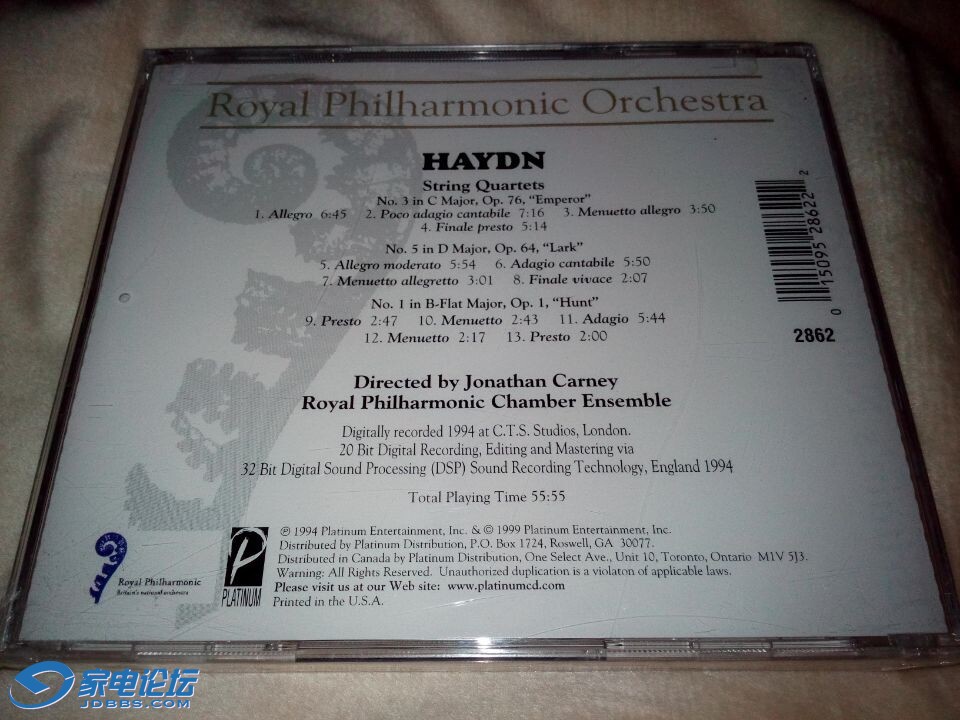 Royal Philharmonic Orchestra
HAYDN
String Quartets
No. 3 in C Major, Op. 76, “Emperor”
1. Allegro 6:45 2. Poco adagio cantabile 7:16 3. Menuetto allegro 3:50
4. Finale presto 5:14
No. 5 in D Major, Op. 64, “Lark”
5. Allegro moderato 5:54 6. Adagio cantabile 5:50
7. Menuetto allegretto 3:01 8. Finale vivace 2:07
No. 1 in B-Flat Major, Op. 1, “Hunt”
9. Presto 2:47 10. Menuetto 2:43 11. Adagio 5:44
12. Menuetto 2:17 13. Presto 2:00
0 15095 28622 2
2862
Directed by Jonathan Carney
Royal Philharmonic Chamber Ensemble
Digitally recorded 1994 at C.T.S. Studios, London.
20 Bit Digital Recording, Editing and Mastering via
32 Bit Digital Sound Processing (DSP) Sound Recording Technology, England 1994
Total Playing Time 55:55
RPO
Royal Philharmonic
Britain's national orchestra
P
PLATINUM
℗ 1994 Platinum Entertainment, Inc. & © 1999 Platinum Entertainment, Inc.
Distributed by Platinum Distribution, P.O. Box 1724, Roswell, GA 30077.
Distributed in Canada by Platinum Distribution, One Select Ave., Unit 10, Toronto, Ontario M1V 5J3.
Warning: All Rights Reserved. Unauthorized duplication is a violaton of applicable laws.
Please visit us at our Web site: www.platinumcd.com
Printed in the U.S.A.
家电论坛
JDBBS.COM